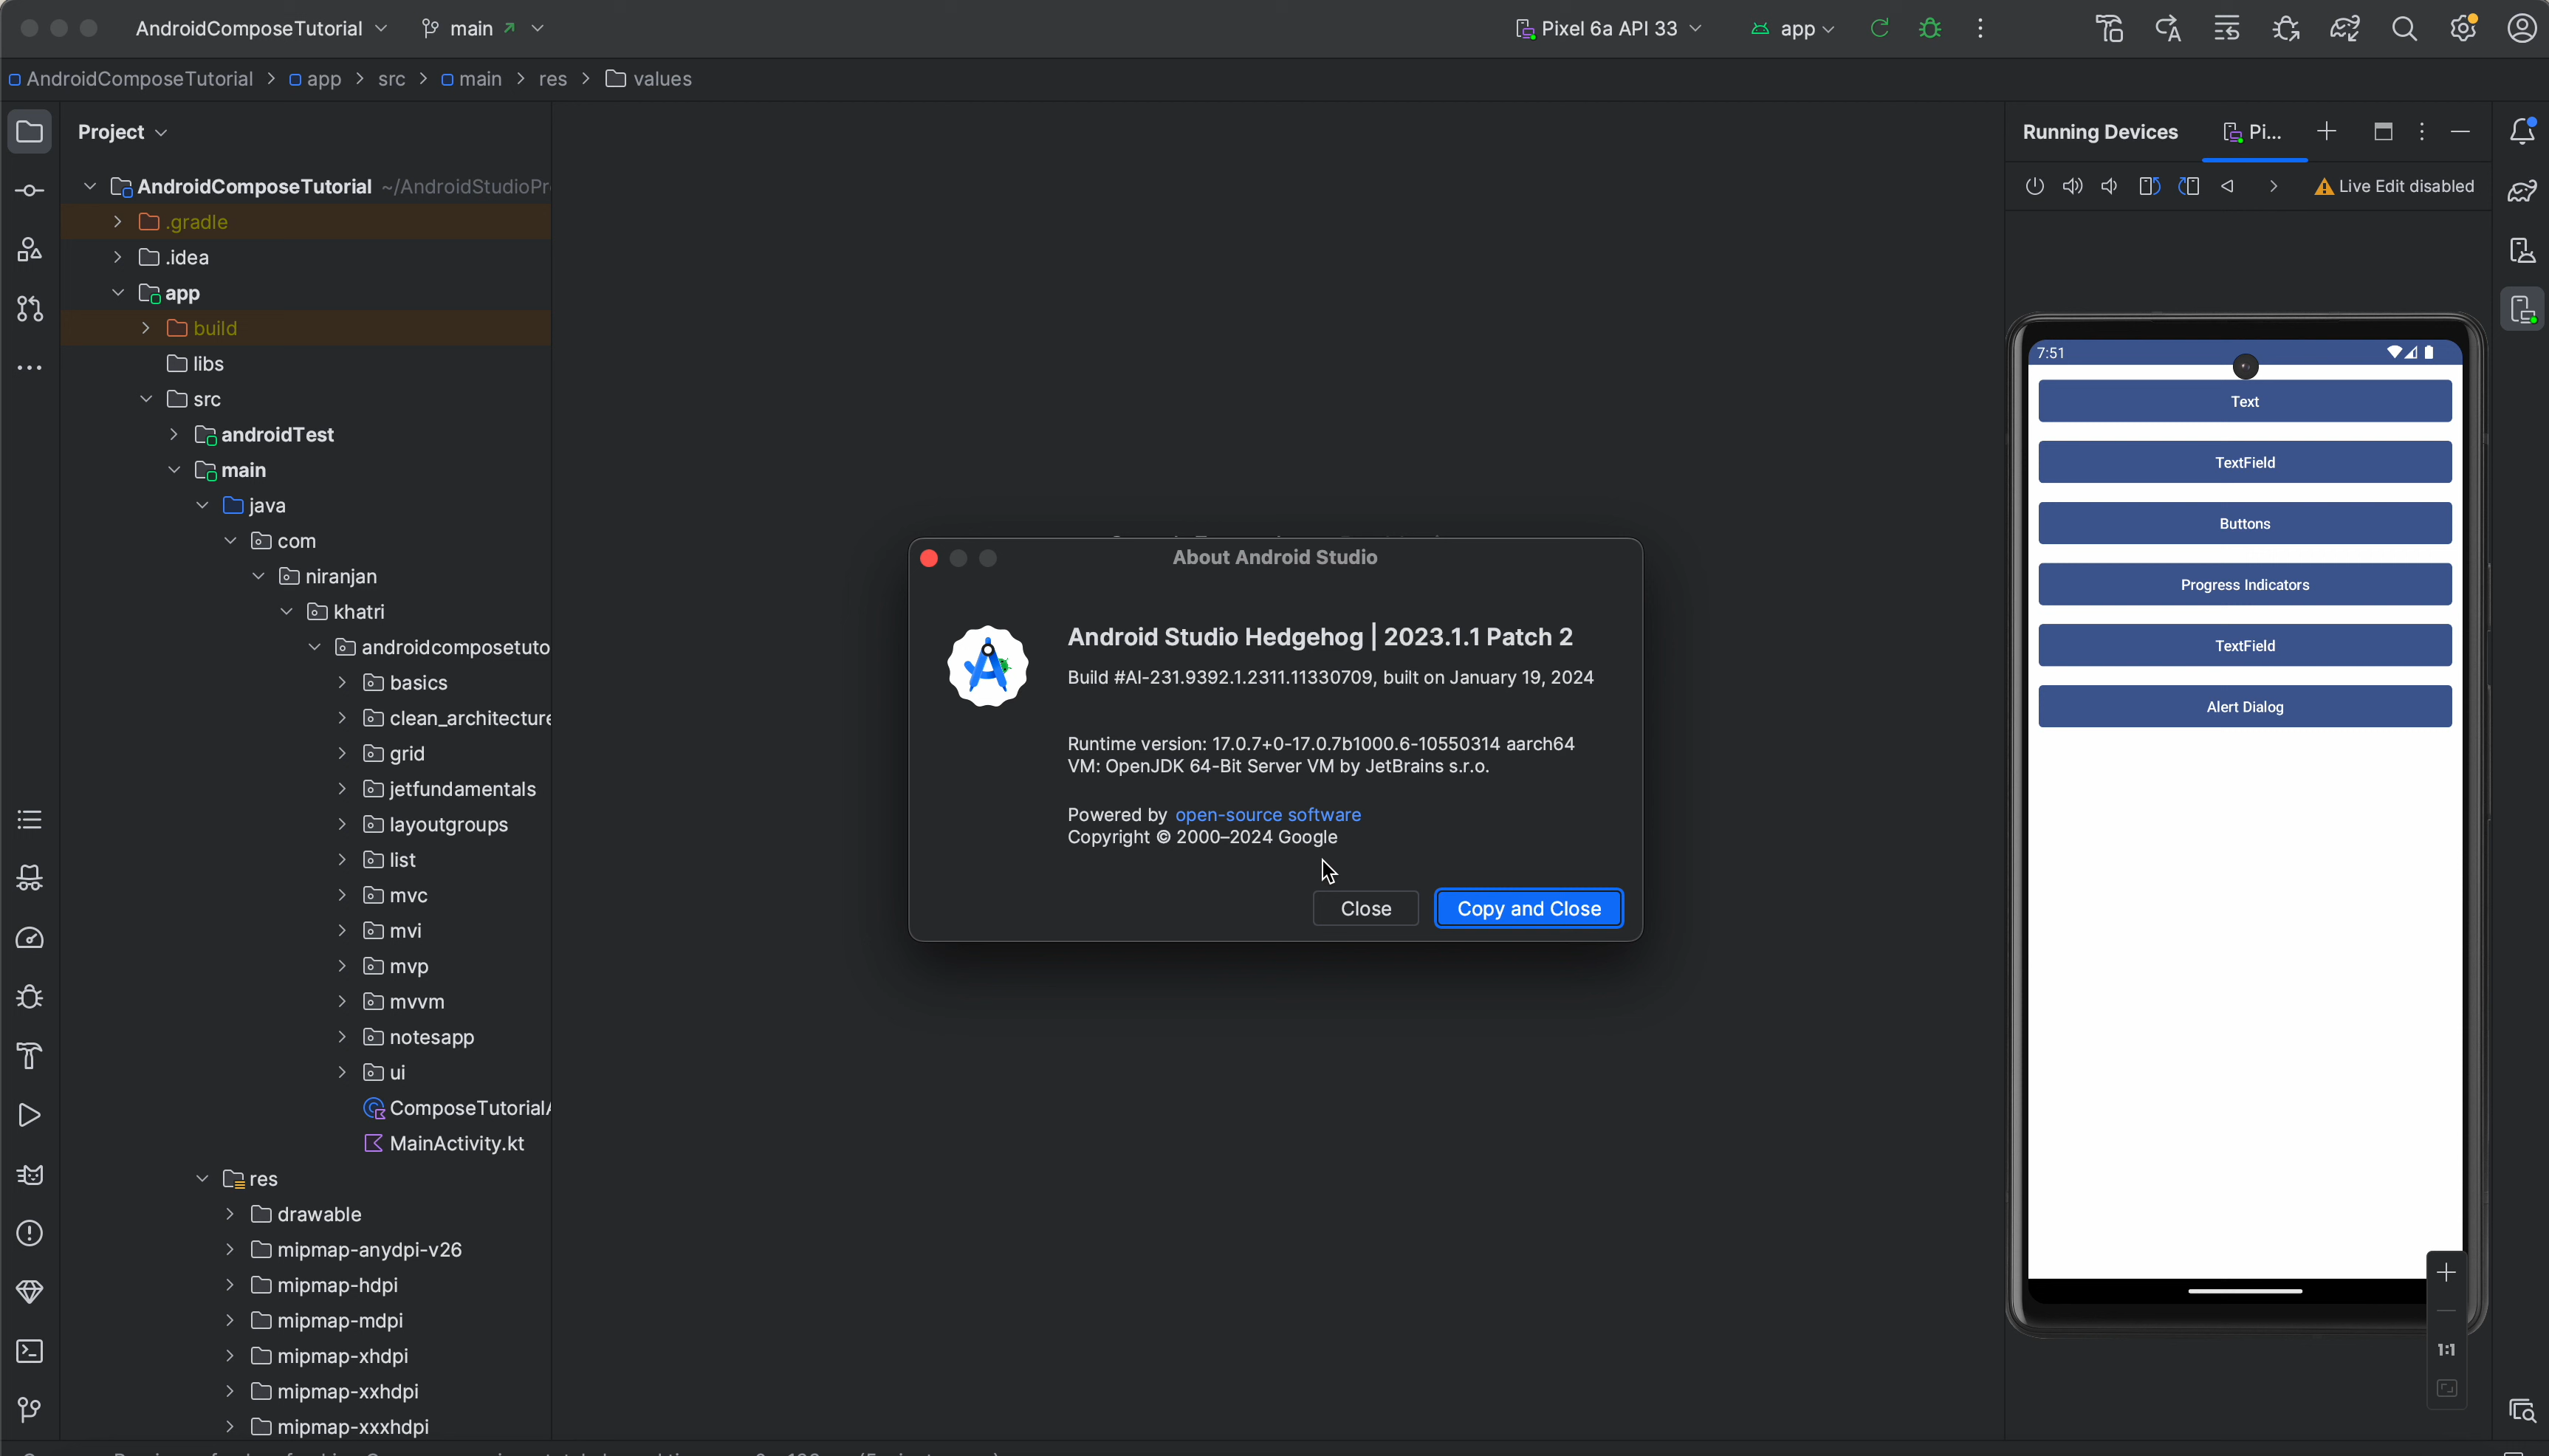 AndroidComposeTutorial
main
Pixel 6a API 33
app
AndroidComposeTutorial
app
src
main
res
values
Project
AndroidComposeTutorial ~/AndroidStudioPr
.gradle
.idea
app
build
libs
src
androidTest
main
java
com
niranjan
khatri
androidcomposetuto
basics
clean_architecture
grid
jetfundamentals
layoutgroups
list
mvc
mvi
mvp
mvvm
notesapp
ui
ComposeTutorialA
MainActivity.kt
res
drawable
mipmap-anydpi-v26
mipmap-hdpi
mipmap-mdpi
mipmap-xhdpi
mipmap-xxhdpi
mipmap-xxxhdpi
About Android Studio
Android Studio Hedgehog | 2023.1.1 Patch 2
Build #AI-231.9392.1.2311.11330709, built on January 19, 2024
Runtime version: 17.0.7+0-17.0.7b1000.6-10550314 aarch64
VM: OpenJDK 64-Bit Server VM by JetBrains s.r.o.
Powered by open-source software
Copyright © 2000–2024 Google
Close
Copy and Close
Running Devices
Pi...
Live Edit disabled
7:51
Text
TextField
Buttons
Progress Indicators
TextField
Alert Dialog
1:1